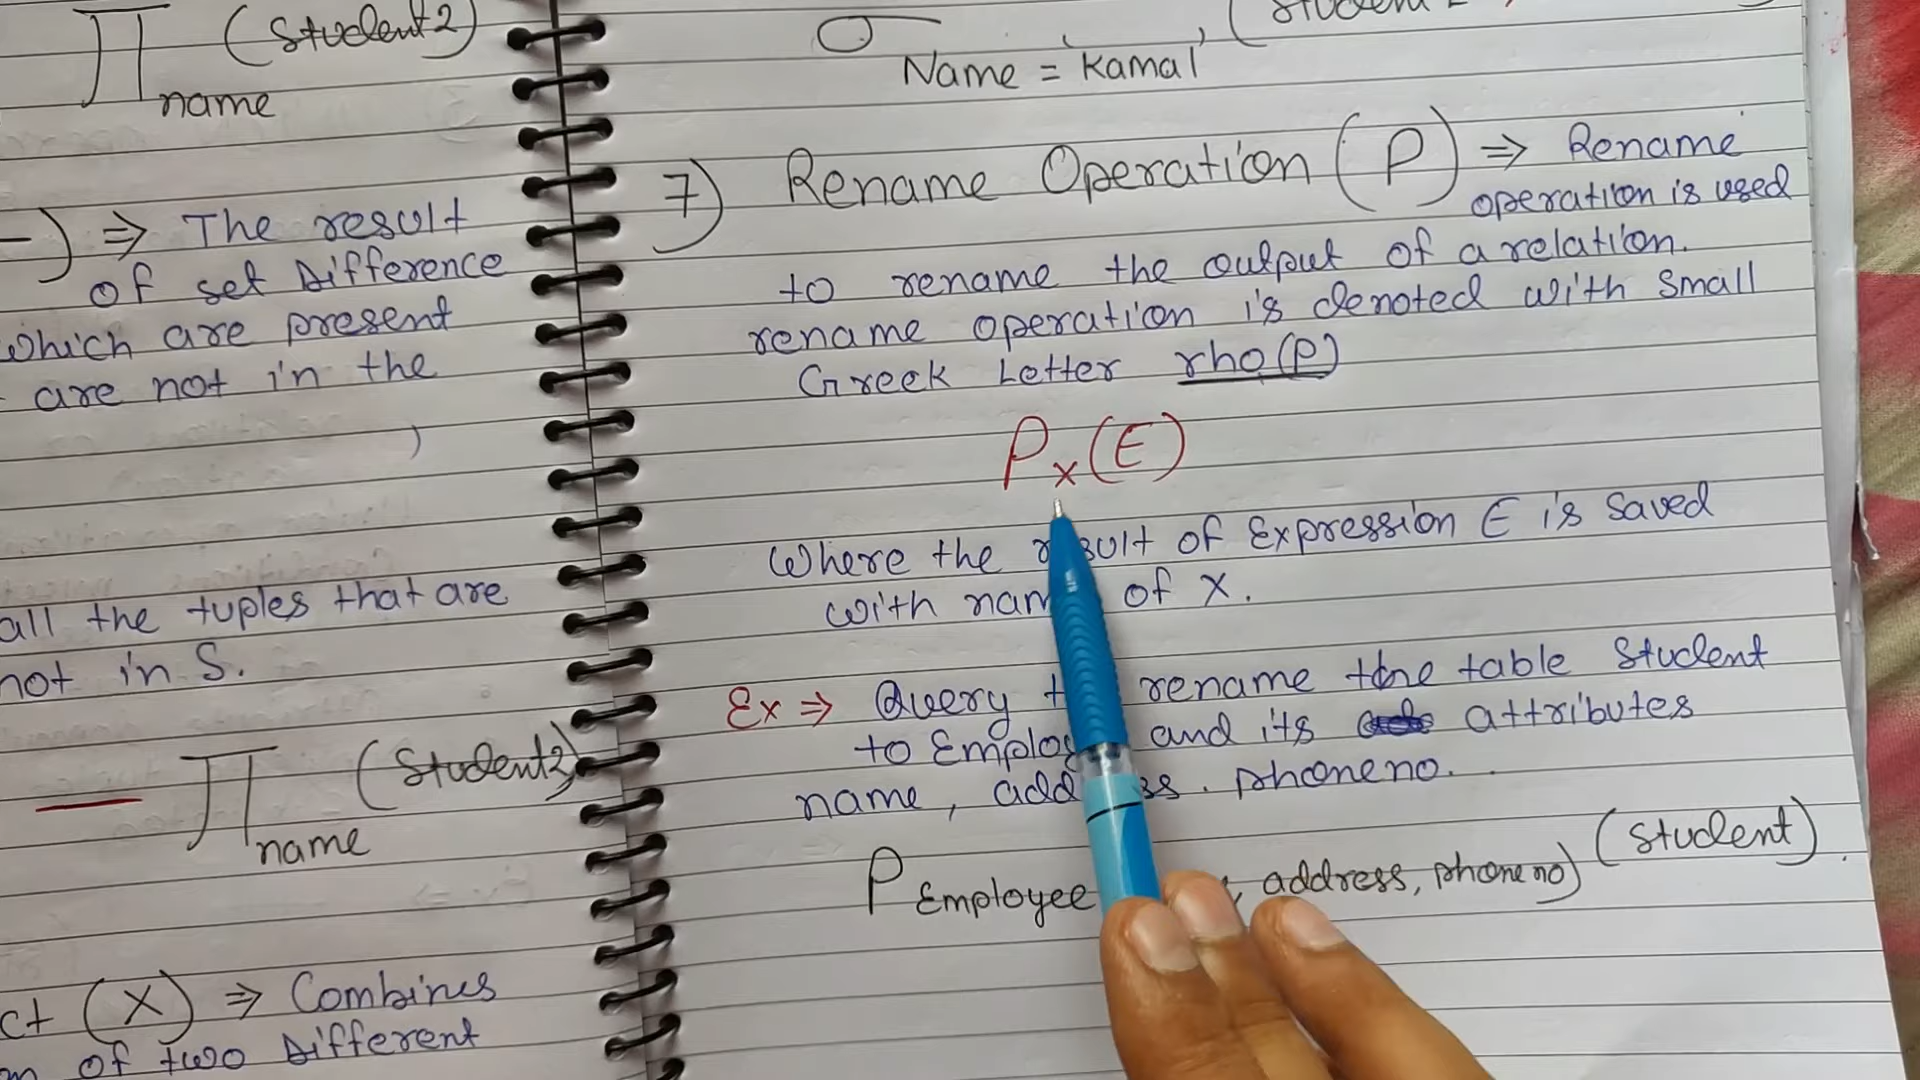 ∏name (Student2)
-) ⇒ The result
of set Difference
which are present
are not in the
)
all the tuples that are
not in S.
— ∏name (Student2)
ct (X) ⇒ Combines
of two Different
σ Name = 'Kamal' (Student
7) Rename Operation (ρ) ⇒ Rename
operation is used
to rename the output of a relation.
rename operation is denoted with small
Greek Letter rho(ρ)
ρx(E)
Where the result of Expression E is saved
with name of X.
Ex ⇒ Query rename the table Student
to Employ and its attributes
name, address. phoneno.
ρ Employee , address, phoneno) (Student)